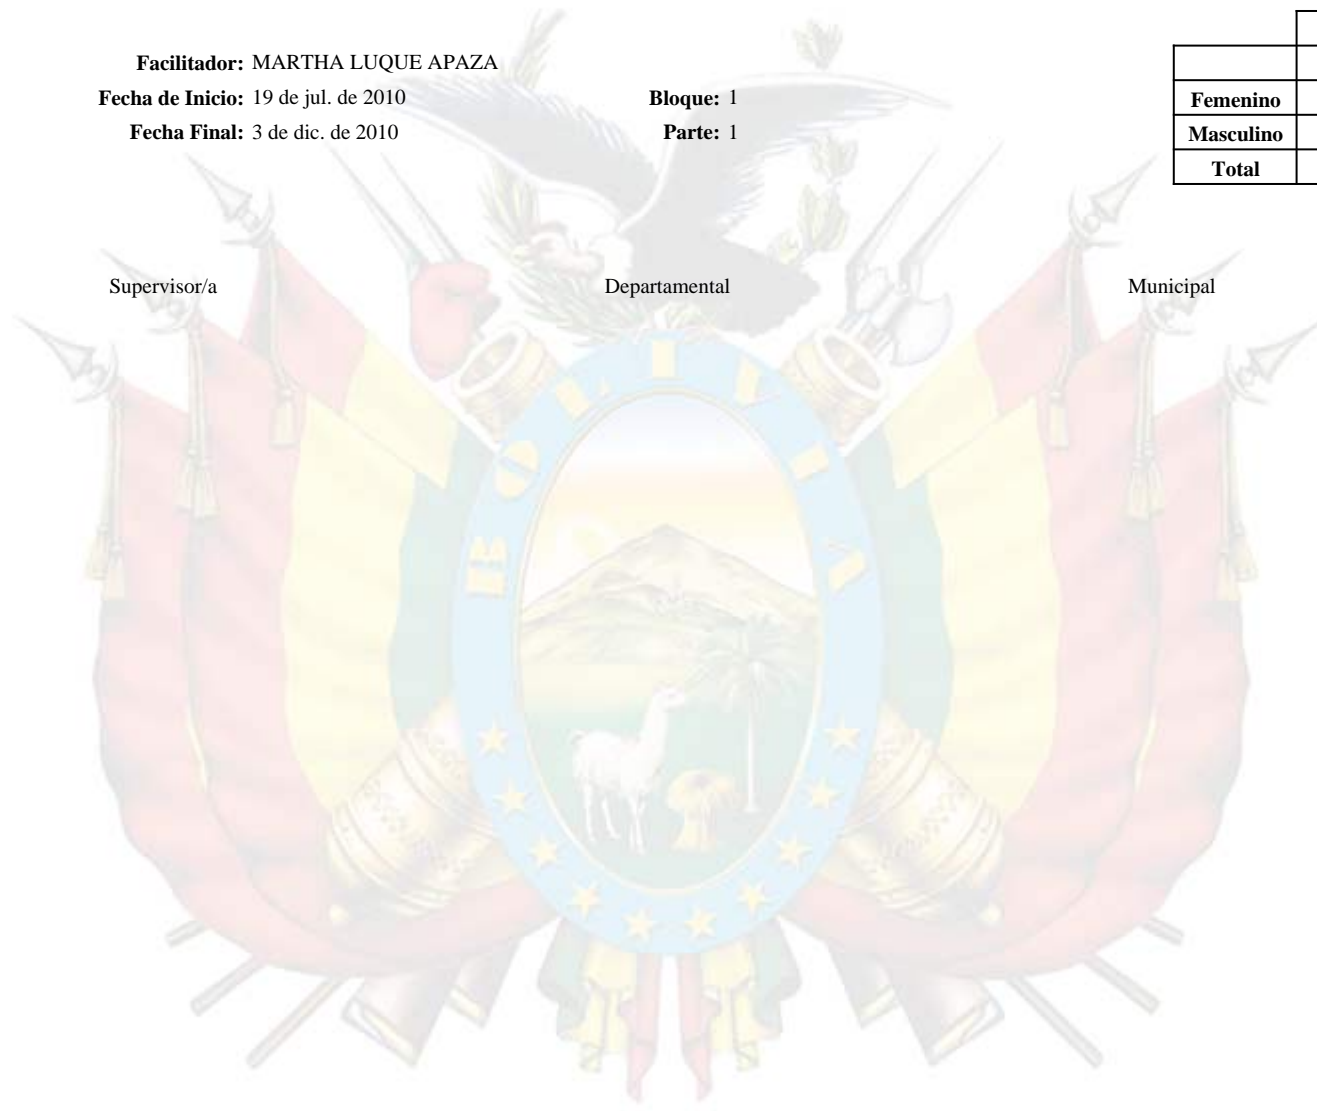 Facilitador: MARTHA LUQUE APAZA
Fecha de Inicio: 19 de jul. de 2010 Bloque: 1
Fecha Final: 3 de dic. de 2010 Parte: 1
Femenino
Masculino
Total
Supervisor/a Departamental Municipal
BOLIVIA